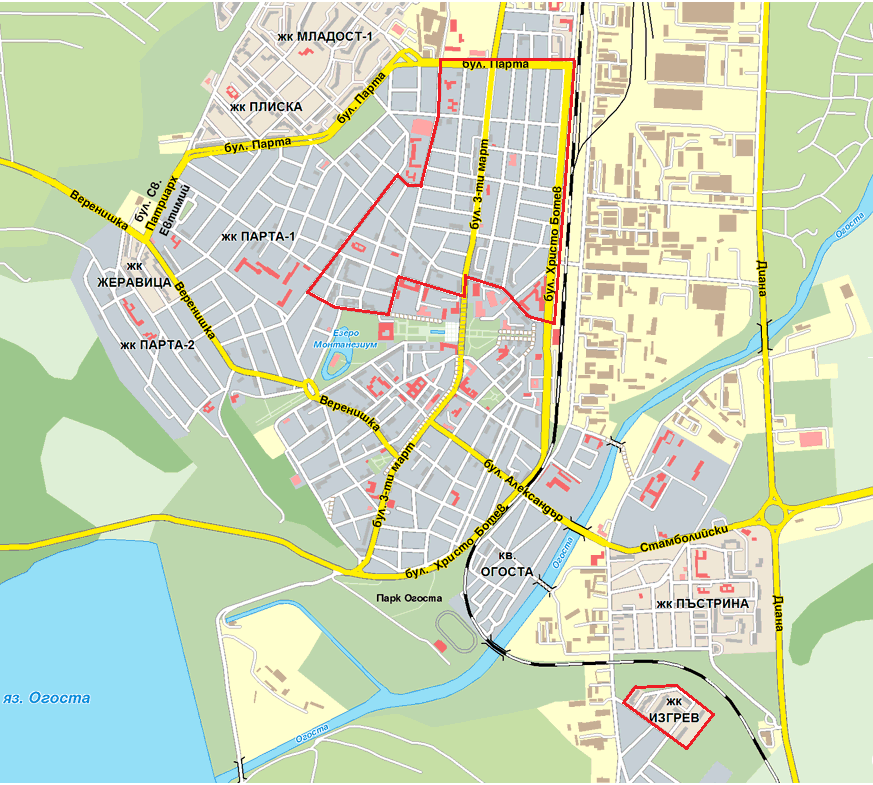 жк МЛАДОСТ-1
бул. Парта
жк ПЛИСКА
бул. Парта
бул. Парта
бул. 3-ти март
бул. Христо Ботев
Веренишка
бул. Св.
Патриарх
Евтимий
Огоста
жк ПАРТА-1
жк
ЖЕРАВИЦА
Диана
Веренишка
Езеро
Монтанезиум
жк ПАРТА-2
Веренишка
бул. 3-ти март
бул. Александър
Стамболийски
бул. Христо Ботев
Огоста
кв.
ОГОСТА
Парк Огоста
жк ПЪСТРИНА
Диана
яз. Огоста
жк
ИЗГРЕВ
Огоста